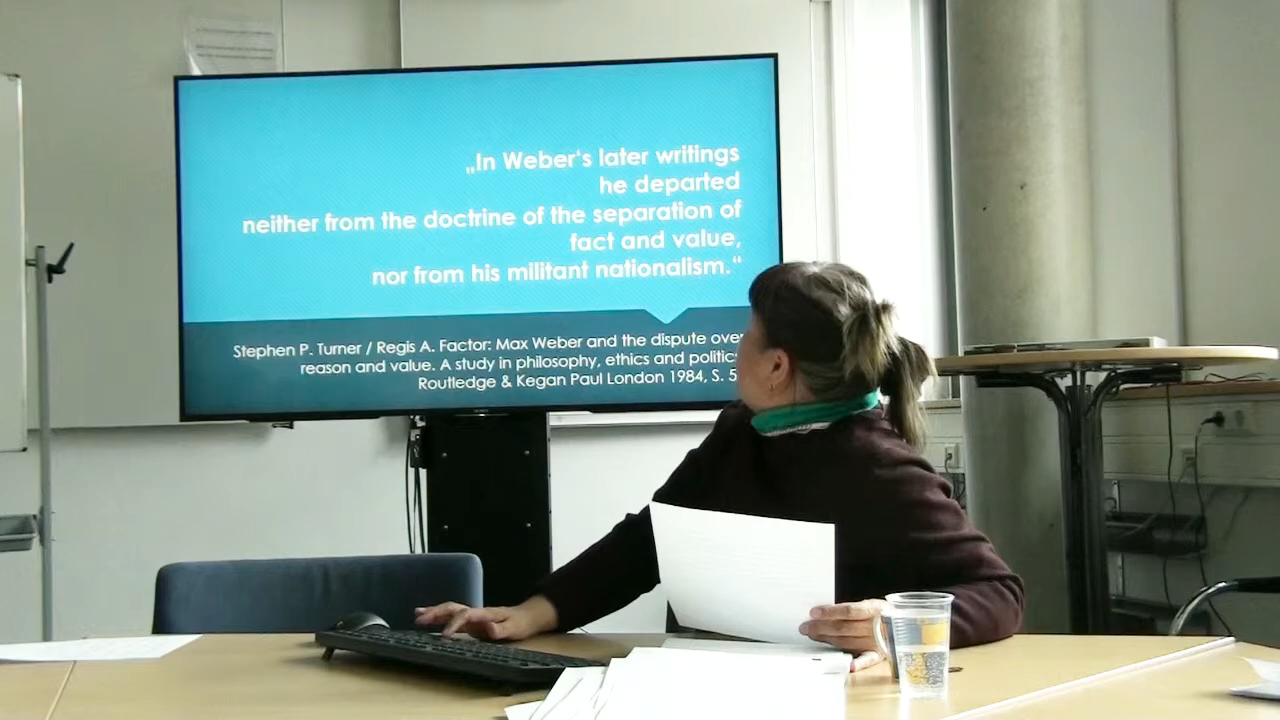 „In Weber‘s later writings
he departed
neither from the doctrine of the separation of
fact and value,
nor from his militant nationalism.“
Stephen P. Turner / Regis A. Factor: Max Weber and the dispute over
reason and value. A study in philosophy, ethics and politics
Routledge & Kegan Paul London 1984, S. 5